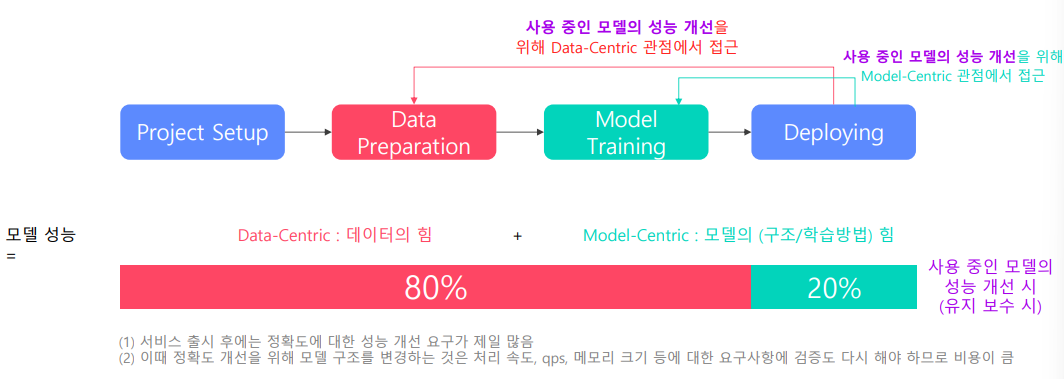 사용 중인 모델의 성능 개선을
위해 Data-Centric 관점에서 접근
사용 중인 모델의 성능 개선을 위해
Model-Centric 관점에서 접근
Project Setup
Data
Preparation
Model
Training
Deploying
모델 성능
=
Data-Centric : 데이터의 힘
+
Model-Centric : 모델의 (구조/학습방법) 힘
80%
20%
사용 중인 모델의
성능 개선 시
(유지 보수 시)
(1) 서비스 출시 후에는 정확도에 대한 성능 개선 요구가 제일 많음
(2) 이때 정확도 개선을 위해 모델 구조를 변경하는 것은 처리 속도, qps, 메모리 크기 등에 대한 요구사항에 검증도 다시 해야 하므로 비용이 큼